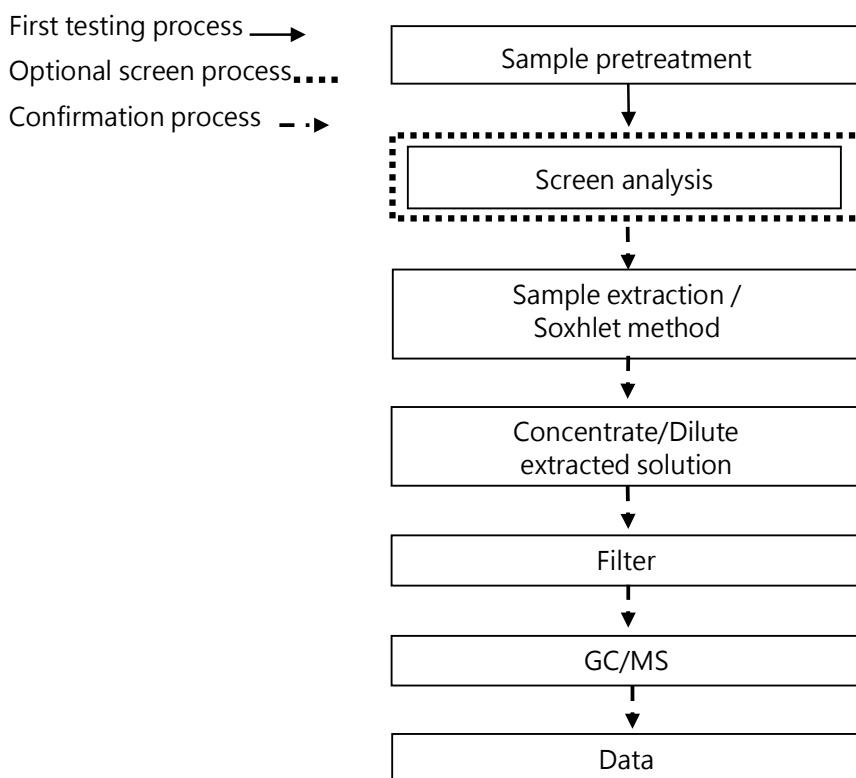 First testing process
Optional screen process
Confirmation process
Sample pretreatment
Screen analysis
Sample extraction /
Soxhlet method
Concentrate/Dilute
extracted solution
Filter
GC/MS
Data